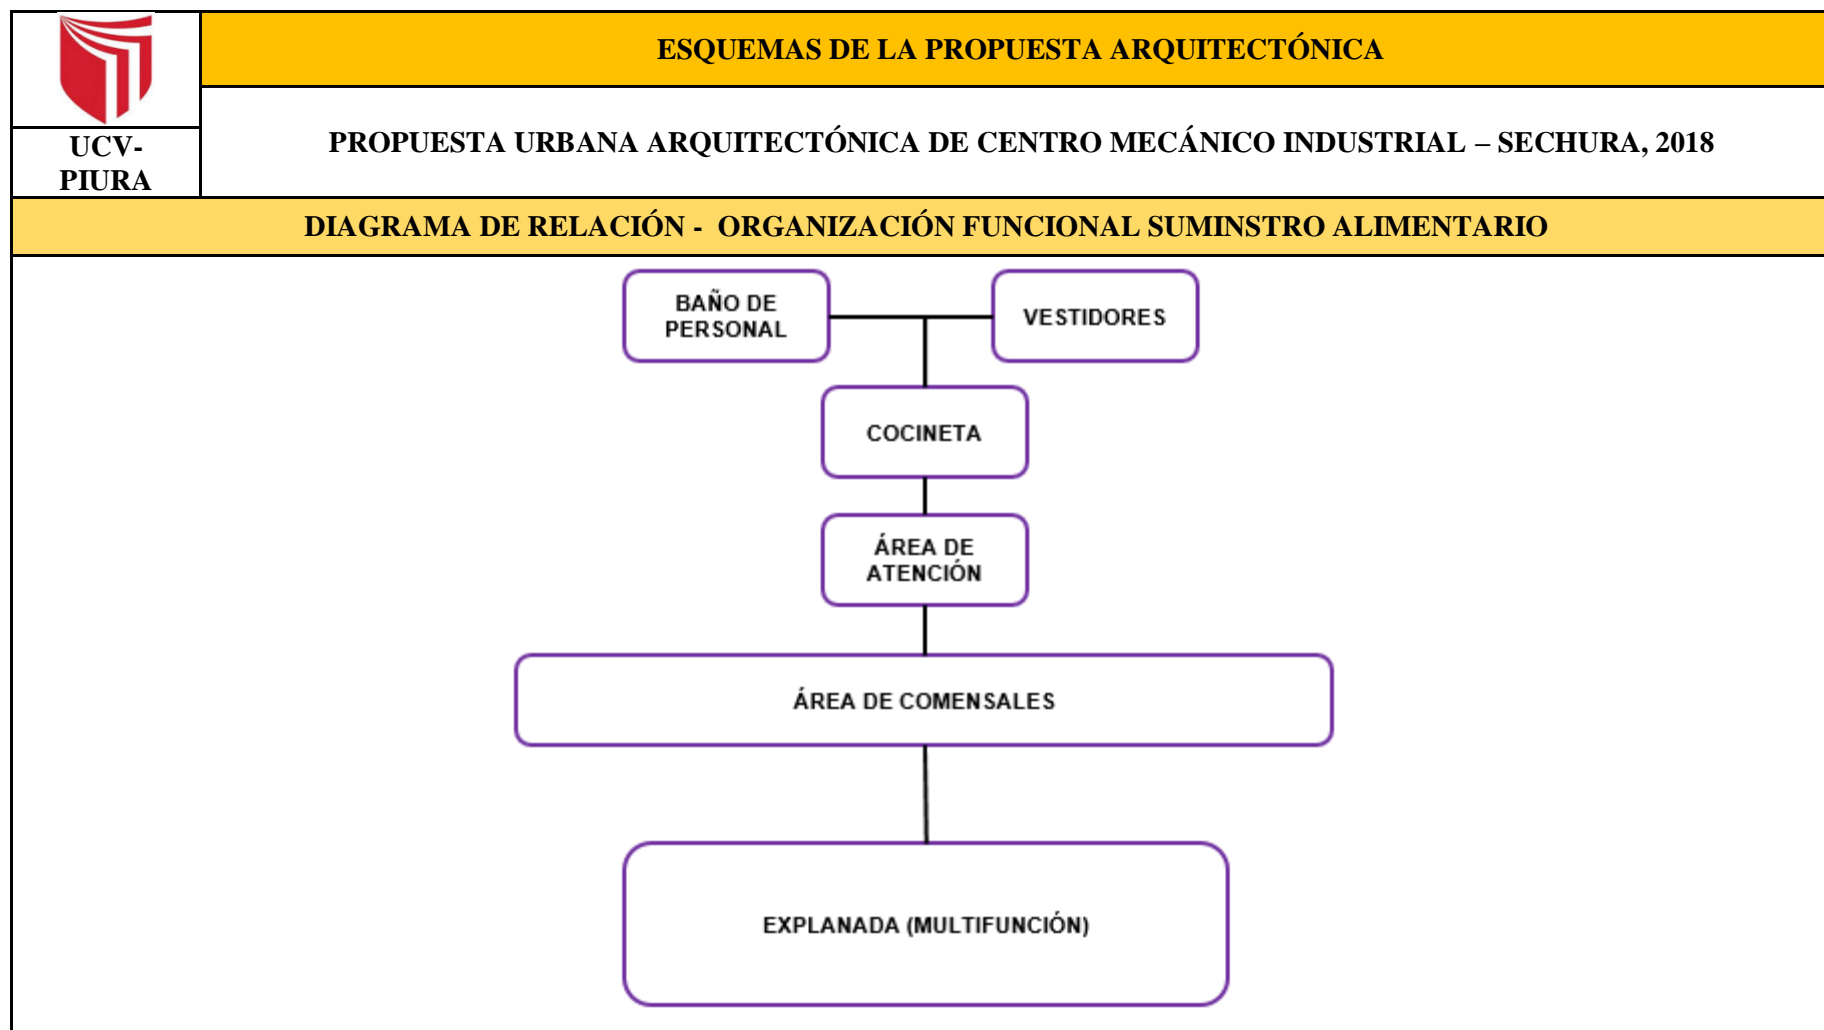 ESQUEMAS DE LA PROPUESTA ARQUITECTÓNICA
UCV-
PIURA
PROPUESTA URBANA ARQUITECTÓNICA DE CENTRO MECÁNICO INDUSTRIAL – SECHURA, 2018
DIAGRAMA DE RELACIÓN - ORGANIZACIÓN FUNCIONAL SUMINSTRO ALIMENTARIO
BAÑO DE
PERSONAL
VESTIDORES
COCINETA
ÁREA DE
ATENCIÓN
ÁREA DE COMENSALES
EXPLANADA (MULTIFUNCIÓN)